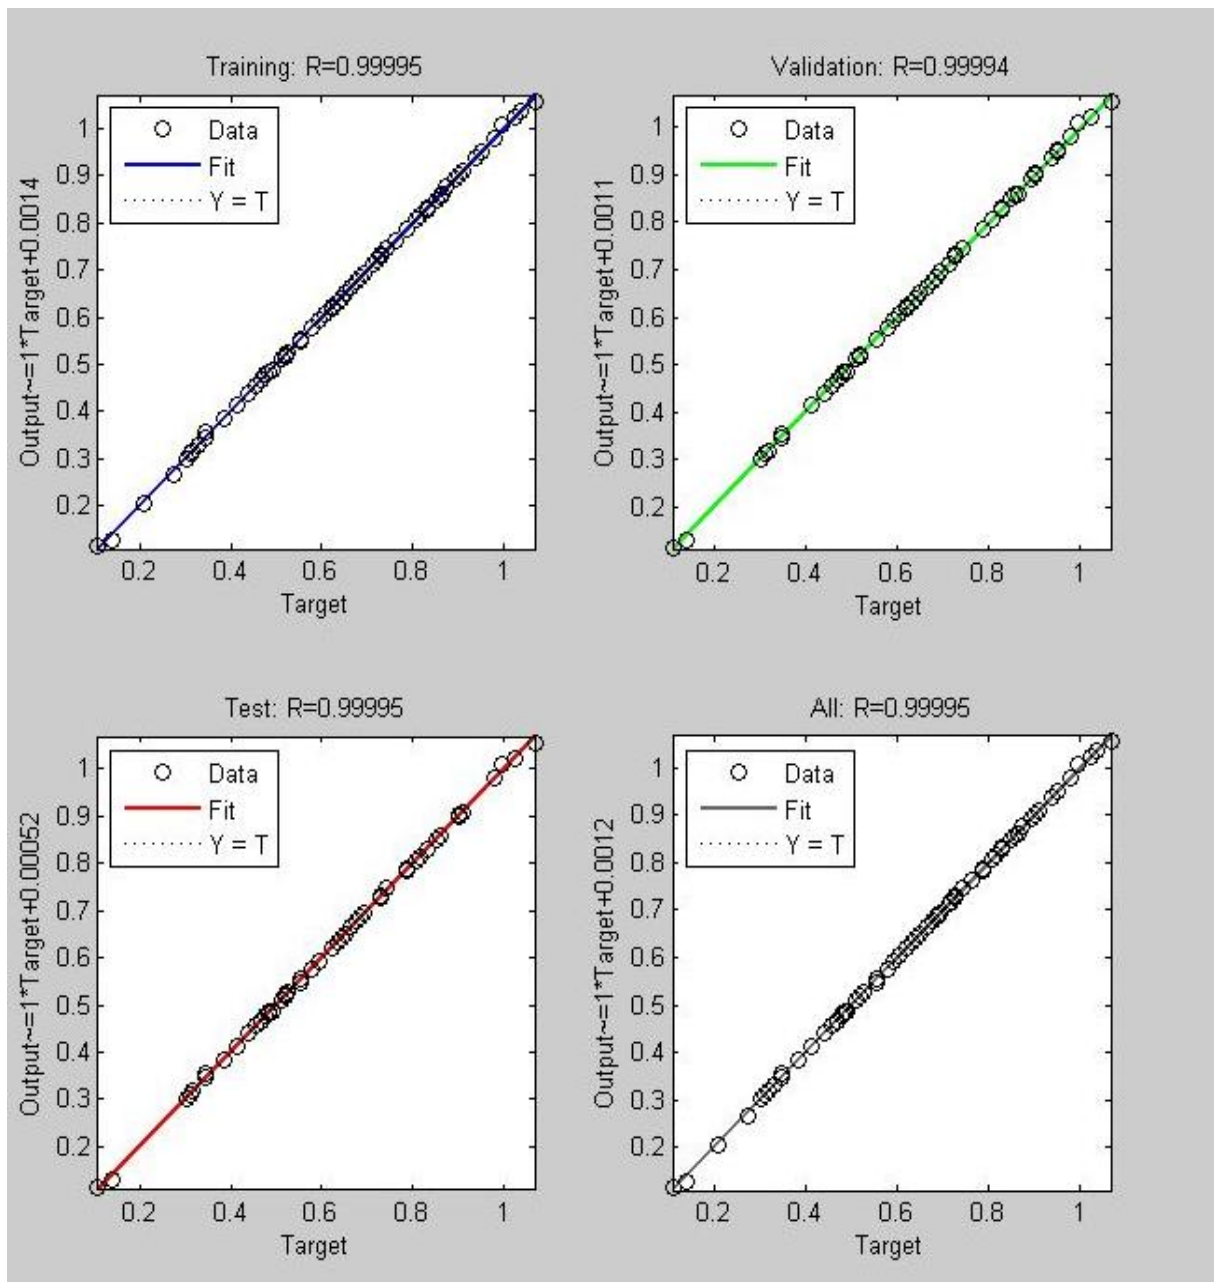 Training: R=0.99995
Data
Fit
Y = T
Output~=1*Target+0.0014
1
0.9
0.8
0.7
0.6
0.5
0.4
0.3
0.2
0.2 0.4 0.6 0.8 1
Target
Validation: R=0.99994
Data
Fit
Y = T
Output~=1*Target+0.0011
1
0.9
0.8
0.7
0.6
0.5
0.4
0.3
0.2
0.2 0.4 0.6 0.8 1
Target
Test: R=0.99995
Data
Fit
Y = T
Output~=1*Target+0.00052
1
0.9
0.8
0.7
0.6
0.5
0.4
0.3
0.2
0.2 0.4 0.6 0.8 1
Target
All: R=0.99995
Data
Fit
Y = T
Output~=1*Target+0.0012
1
0.9
0.8
0.7
0.6
0.5
0.4
0.3
0.2
0.2 0.4 0.6 0.8 1
Target